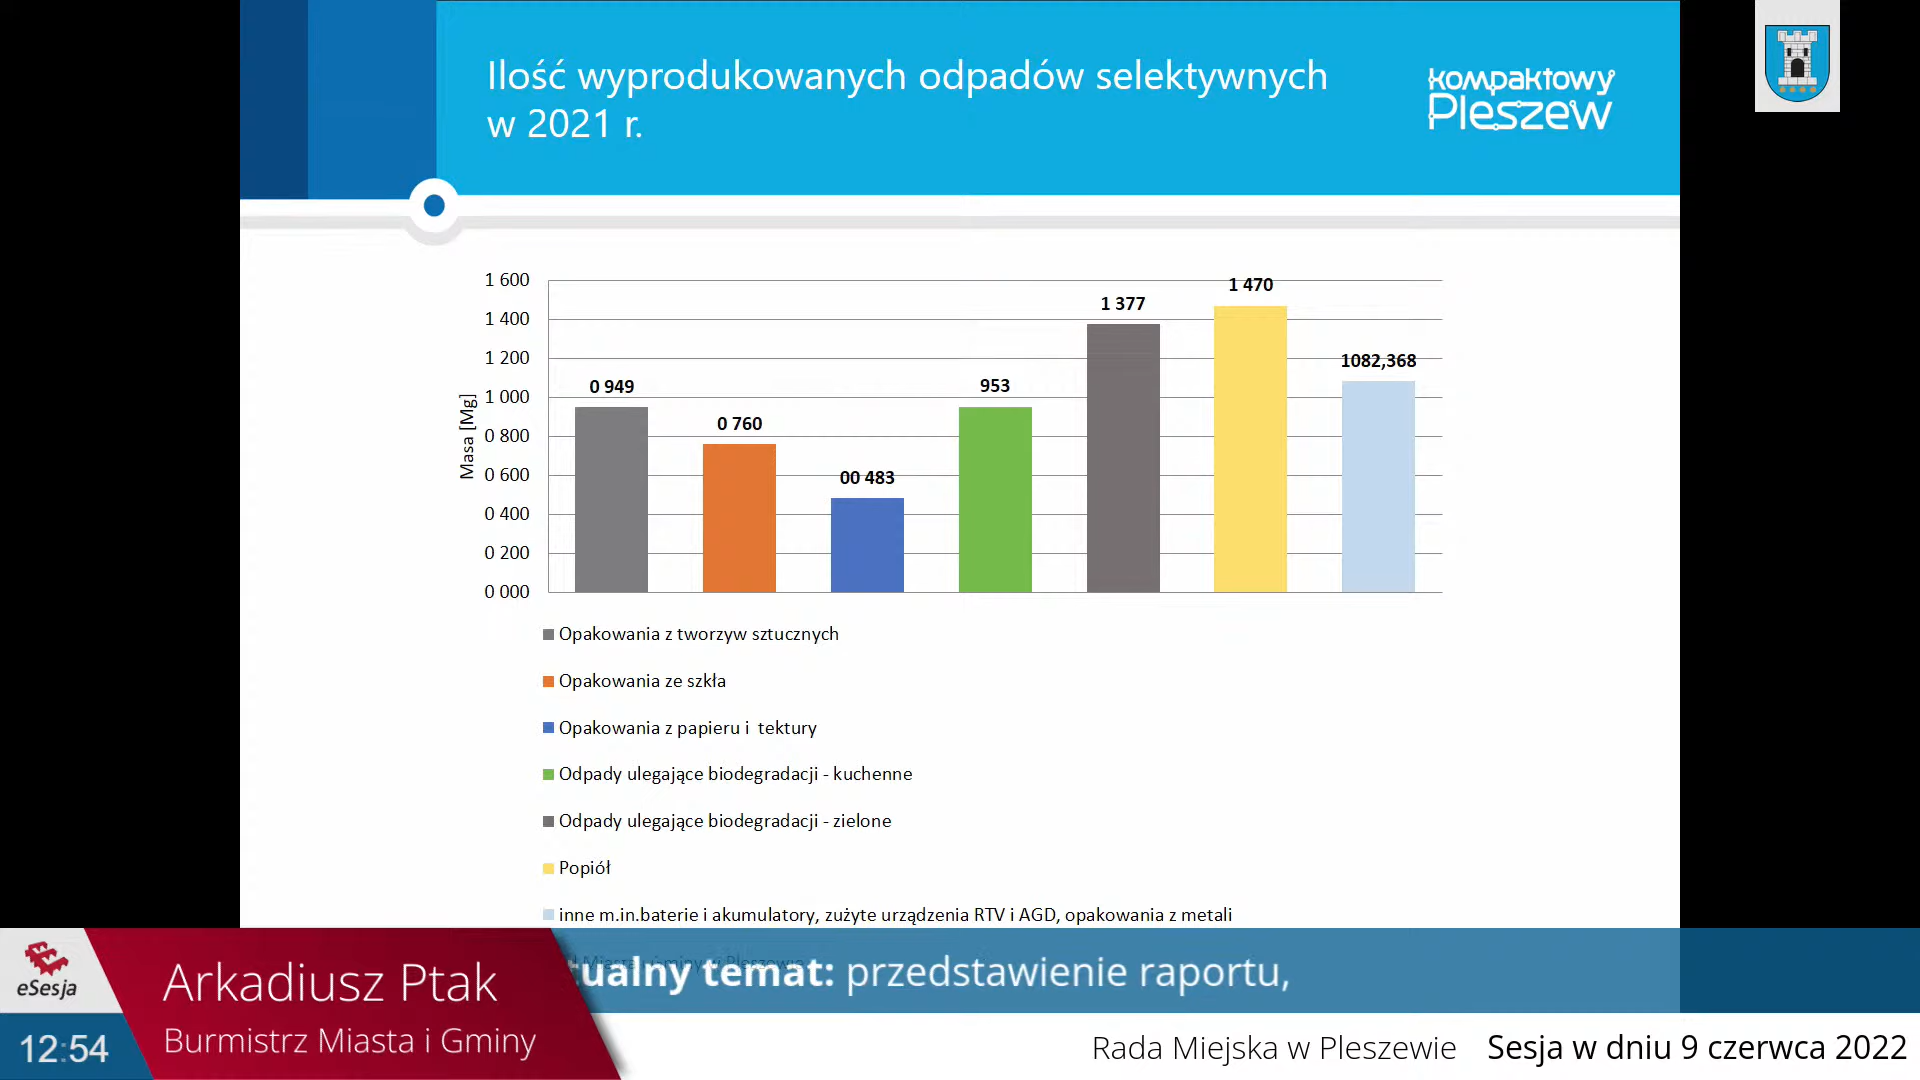 Ilość wyprodukowanych odpadów selektywnych
w 2021 r.
kompaktowy
Pleszew
1 600
1 400
1 200
1 000
0 800
0 600
0 400
0 200
0 000
Masa [Mg]
0 949
0 760
00 483
953
1 377
1 470
1082,368
Opakowania z tworzyw sztucznych
Opakowania ze szkła
Opakowania z papieru i  tektury
Odpady ulegające biodegradacji - kuchenne
Odpady ulegające biodegradacji - zielone
Popiół
inne m.in.baterie i akumulatory, zużyte urządzenia RTV i AGD, opakowania z metali
eSesja
12:54
Arkadiusz Ptak
Burmistrz Miasta i Gminy
tualny temat: przedstawienie raportu,
Rada Miejska w Pleszewie Sesja w dniu 9 czerwca 2022